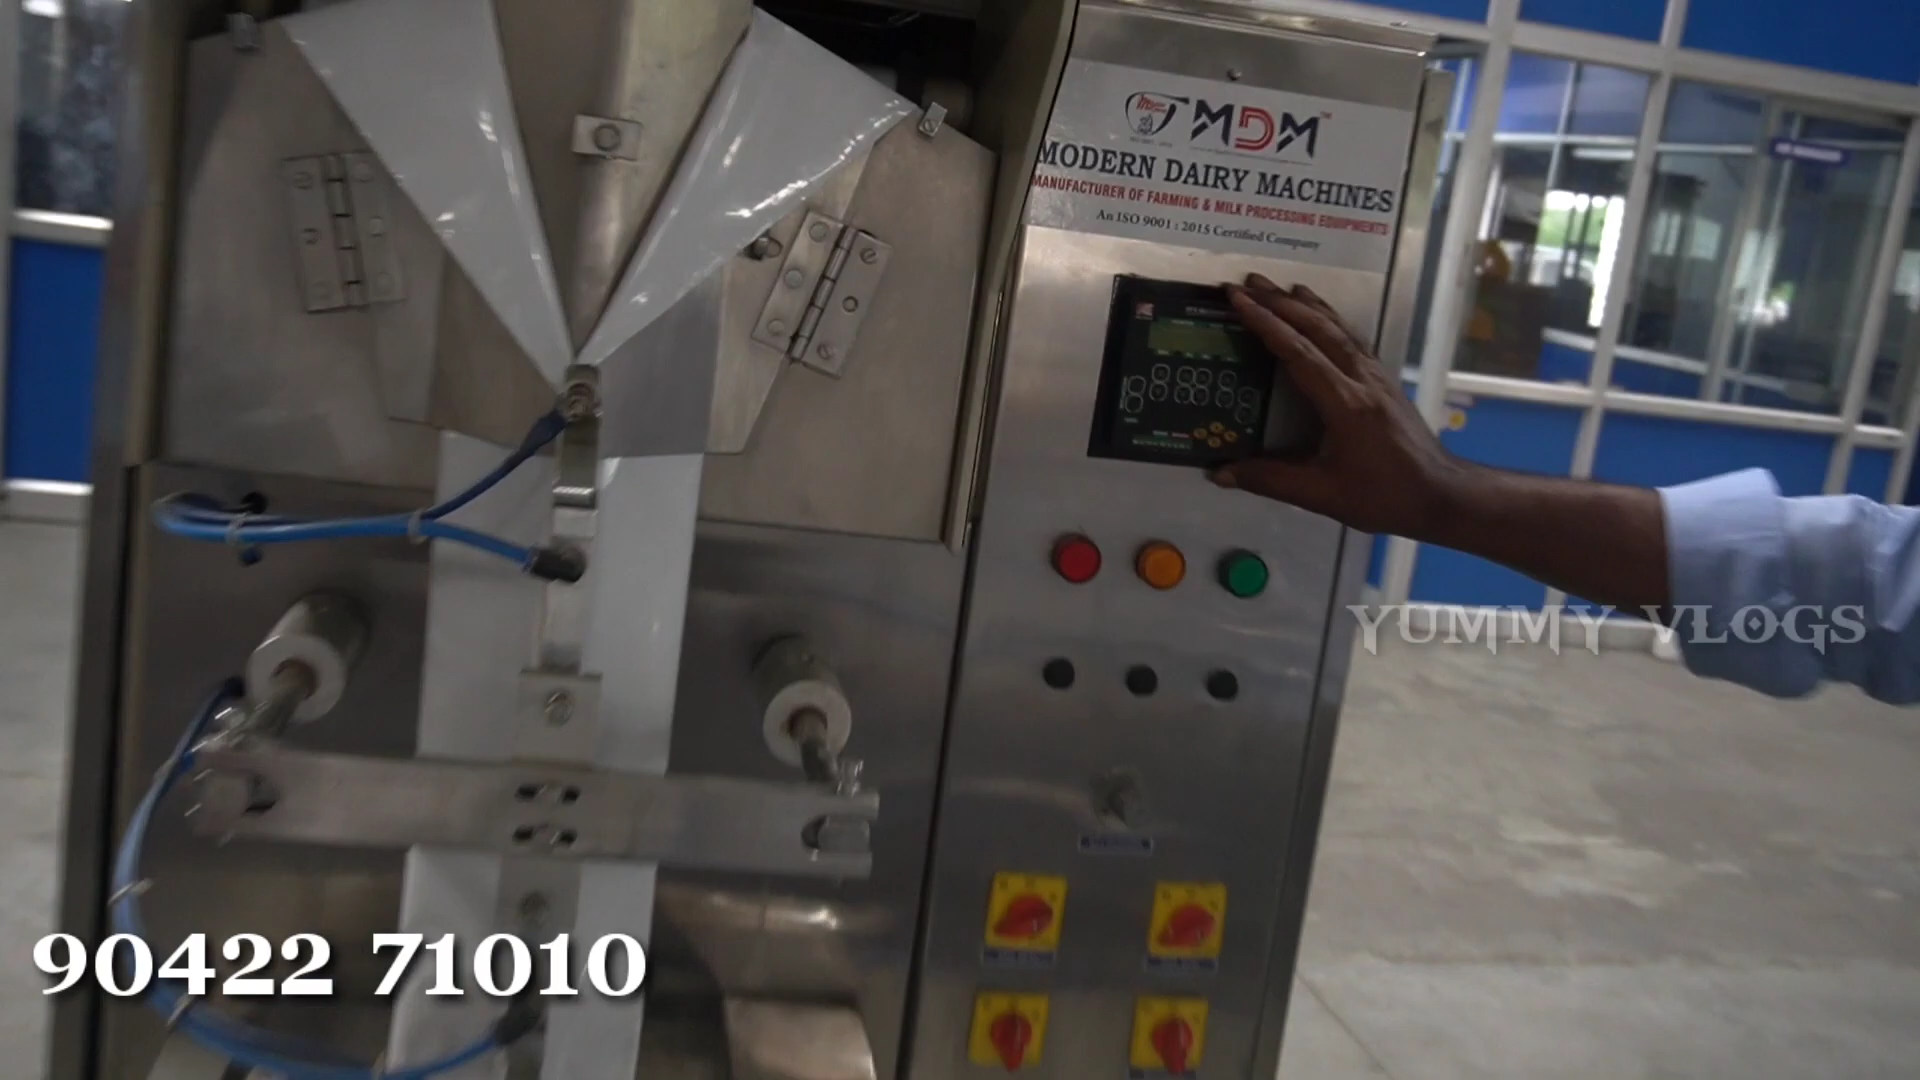 MDM™
MODERN DAIRY MACHINES
MANUFACTURER OF FARMING & MILK PROCESSING EQUIPMENTS
An ISO 9001 : 2015 Certified Company
YUMMY VLOGS
90422 71010